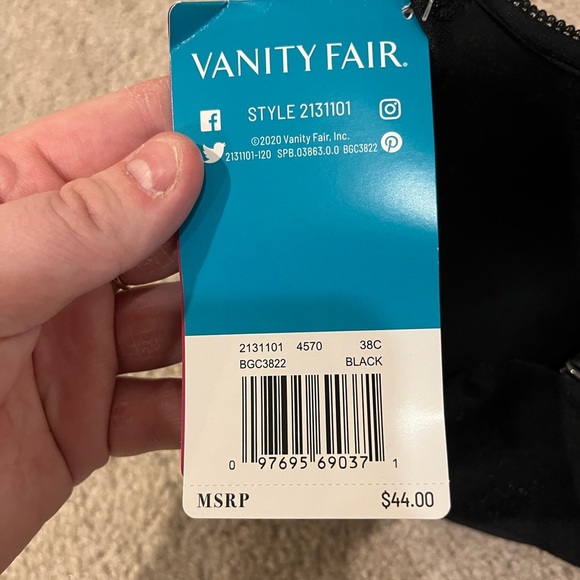 VANITY FAIR®
STYLE 2131101
©2020 Vanity Fair, Inc.
2131101-I20 SPB.03863.0.0 BGC3822
2131101 4570 38C
BGC3822 BLACK
0 97695 69037 1
MSRP $44.00